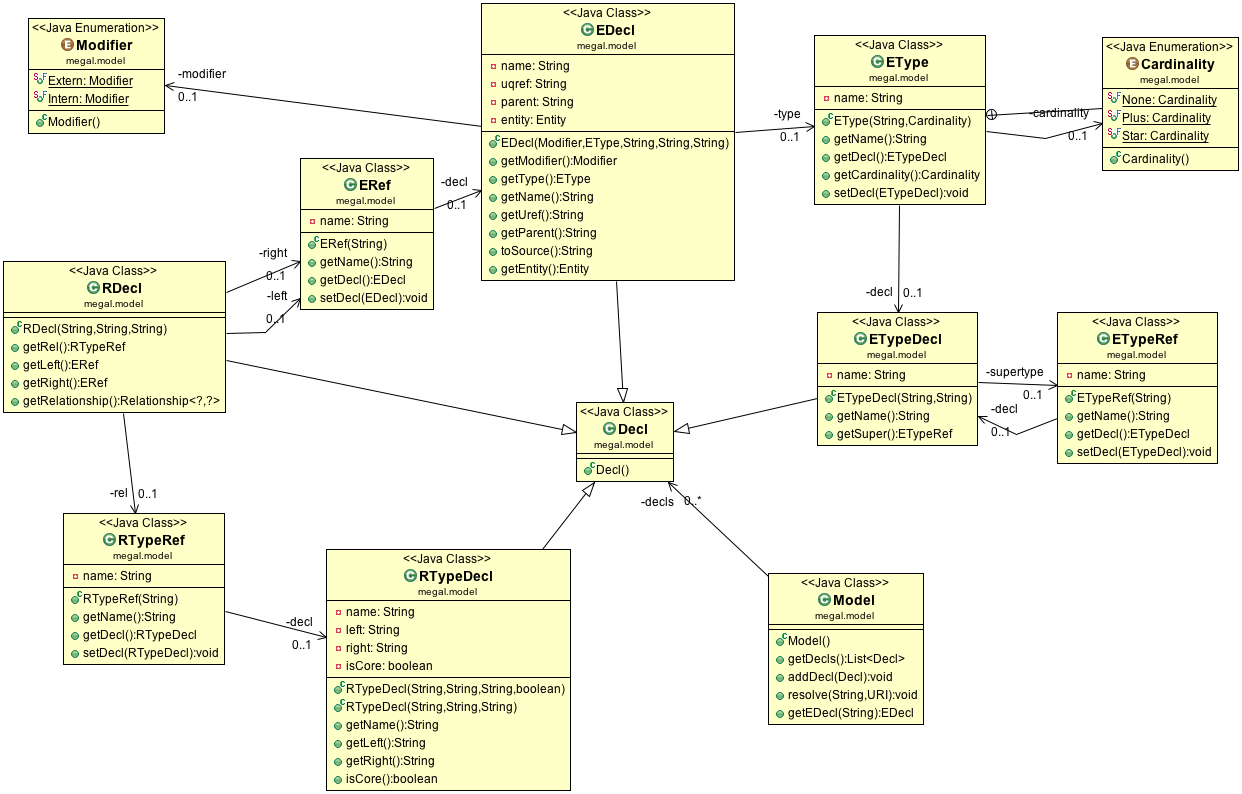 <<Java Enumeration>>
Modifier
megal.model
Extern: Modifier
Intern: Modifier
Modifier()
-modifier
0..1
<<Java Class>>
EDecl
megal.model
name: String
uqref: String
parent: String
entity: Entity
EDecl(Modifier,EType,String,String,String)
getModifier():Modifier
getType():EType
getName():String
getUref():String
getParent():String
toSource():String
getEntity():Entity
-type
0..1
<<Java Class>>
EType
megal.model
name: String
EType(String,Cardinality)
getName():String
getDecl():ETypeDecl
getCardinality():Cardinality
setDecl(ETypeDecl):void
-cardinality
0..1
<<Java Enumeration>>
Cardinality
megal.model
None: Cardinality
Plus: Cardinality
Star: Cardinality
Cardinality()
<<Java Class>>
ERef
megal.model
name: String
ERef(String)
getName():String
getDecl():EDecl
setDecl(EDecl):void
-decl
0..1
-right
0..1
-left
0..1
<<Java Class>>
RDecl
megal.model
RDecl(String,String,String)
getRel():RTypeRef
getLeft():ERef
getRight():ERef
getRelationship():Relationship<?,?>
-decl
0..1
<<Java Class>>
ETypeDecl
megal.model
name: String
ETypeDecl(String,String)
getName():String
getSuper():ETypeRef
-supertype
0..1
-decl
0..1
<<Java Class>>
ETypeRef
megal.model
name: String
ETypeRef(String)
getName():String
getDecl():ETypeDecl
setDecl(ETypeDecl):void
<<Java Class>>
Decl
megal.model
Decl()
-decls
0..*
-rel
0..1
<<Java Class>>
RTypeRef
megal.model
name: String
RTypeRef(String)
getName():String
getDecl():RTypeDecl
setDecl(RTypeDecl):void
-decl
0..1
<<Java Class>>
RTypeDecl
megal.model
name: String
left: String
right: String
isCore: boolean
RTypeDecl(String,String,String,boolean)
RTypeDecl(String,String,String)
getName():String
getLeft():String
getRight():String
isCore():boolean
<<Java Class>>
Model
megal.model
Model()
getDecls():List<Decl>
addDecl(Decl):void
resolve(String,URI):void
getEDecl(String):EDecl